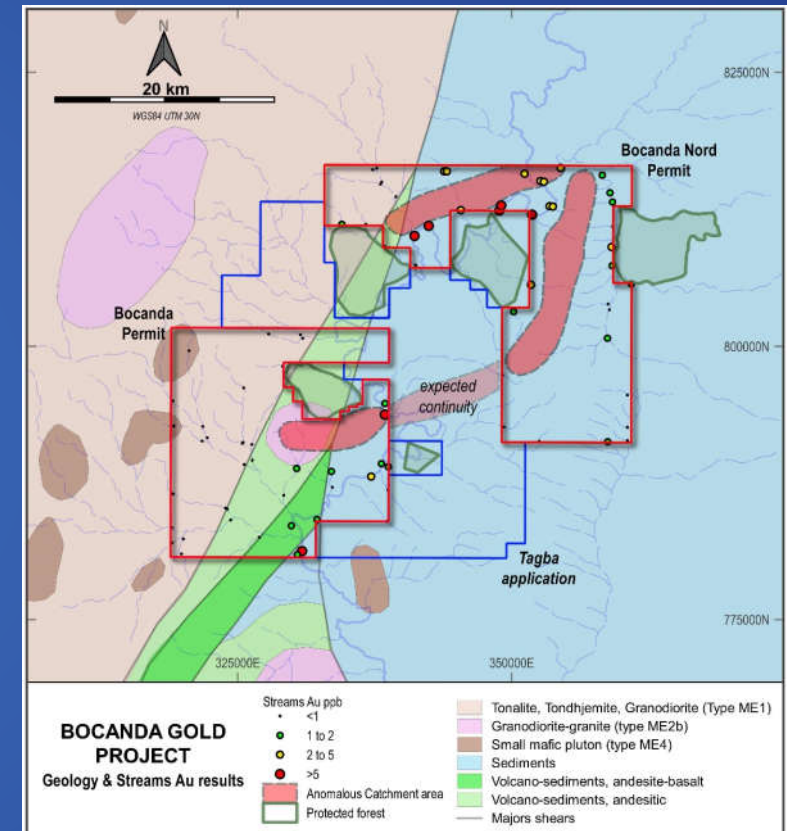 N
20 km
WGS84 UTM 30N
825000N
Bocanda Nord
Permit
Bocanda
Permit
800000N
expected
continuity
Tagba
application
775000N
325000E
350000E
BOCANDA GOLD
PROJECT
Geology & Streams Au results
Streams Au ppb
<1
1 to 2
2 to 5
>5
Anomalous Catchment area
Protected forest
Tonalite, Tondhjemite, Granodiorite (Type ME1)
Granodiorite-granite (type ME2b)
Small mafic pluton (type ME4)
Sediments
Volcano-sediments, andesite-basalt
Volcano-sediments, andesitic
Majors shears